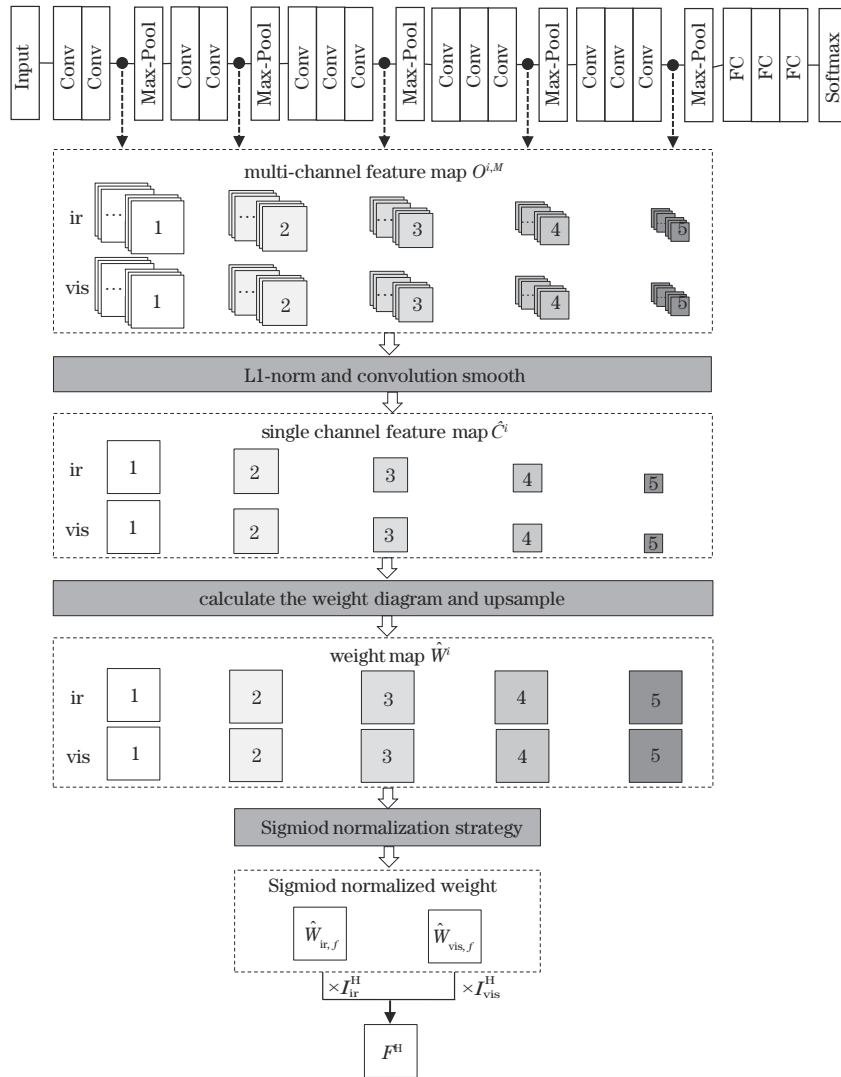 Input
Conv
Conv
Max-Pool
Conv
Conv
Max-Pool
Conv
Conv
Conv
Max-Pool
Conv
Conv
Conv
Max-Pool
Conv
Conv
Conv
Max-Pool
FC
FC
FC
Softmax
multi-channel feature map O^{i,M}
ir ... 1 ... 2 ... 3 ... 4 ... 5
vis ... 1 ... 2 ... 3 ... 4 ... 5
L1-norm and convolution smooth
single channel feature map Ĉ^i
ir 1 2 3 4 5
vis 1 2 3 4 5
calculate the weight diagram and upsample
weight map Ŵ^i
ir 1 2 3 4 5
vis 1 2 3 4 5
Sigmiod normalization strategy
Sigmiod normalized weight
Ŵ_{ir, f} Ŵ_{vis, f}
×I_{ir}^{H} ×I_{vis}^{H}
F^{H}